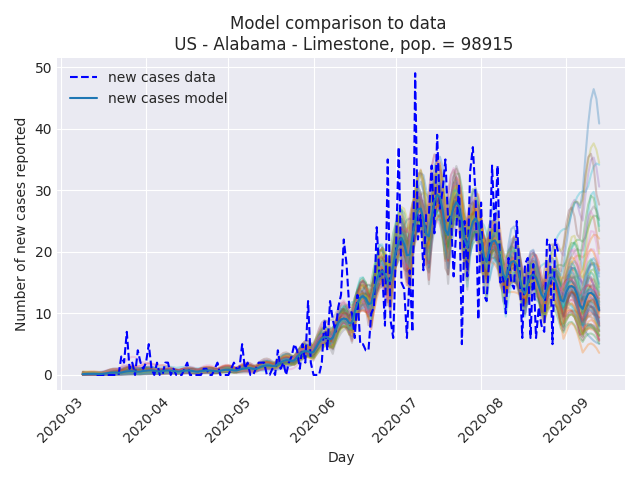 Model comparison to data
US - Alabama - Limestone, pop. = 98915
new cases data
new cases model
Number of new cases reported
50
40
30
20
10
0
2020-03
2020-04
2020-05
2020-06
2020-07
2020-08
2020-09
Day